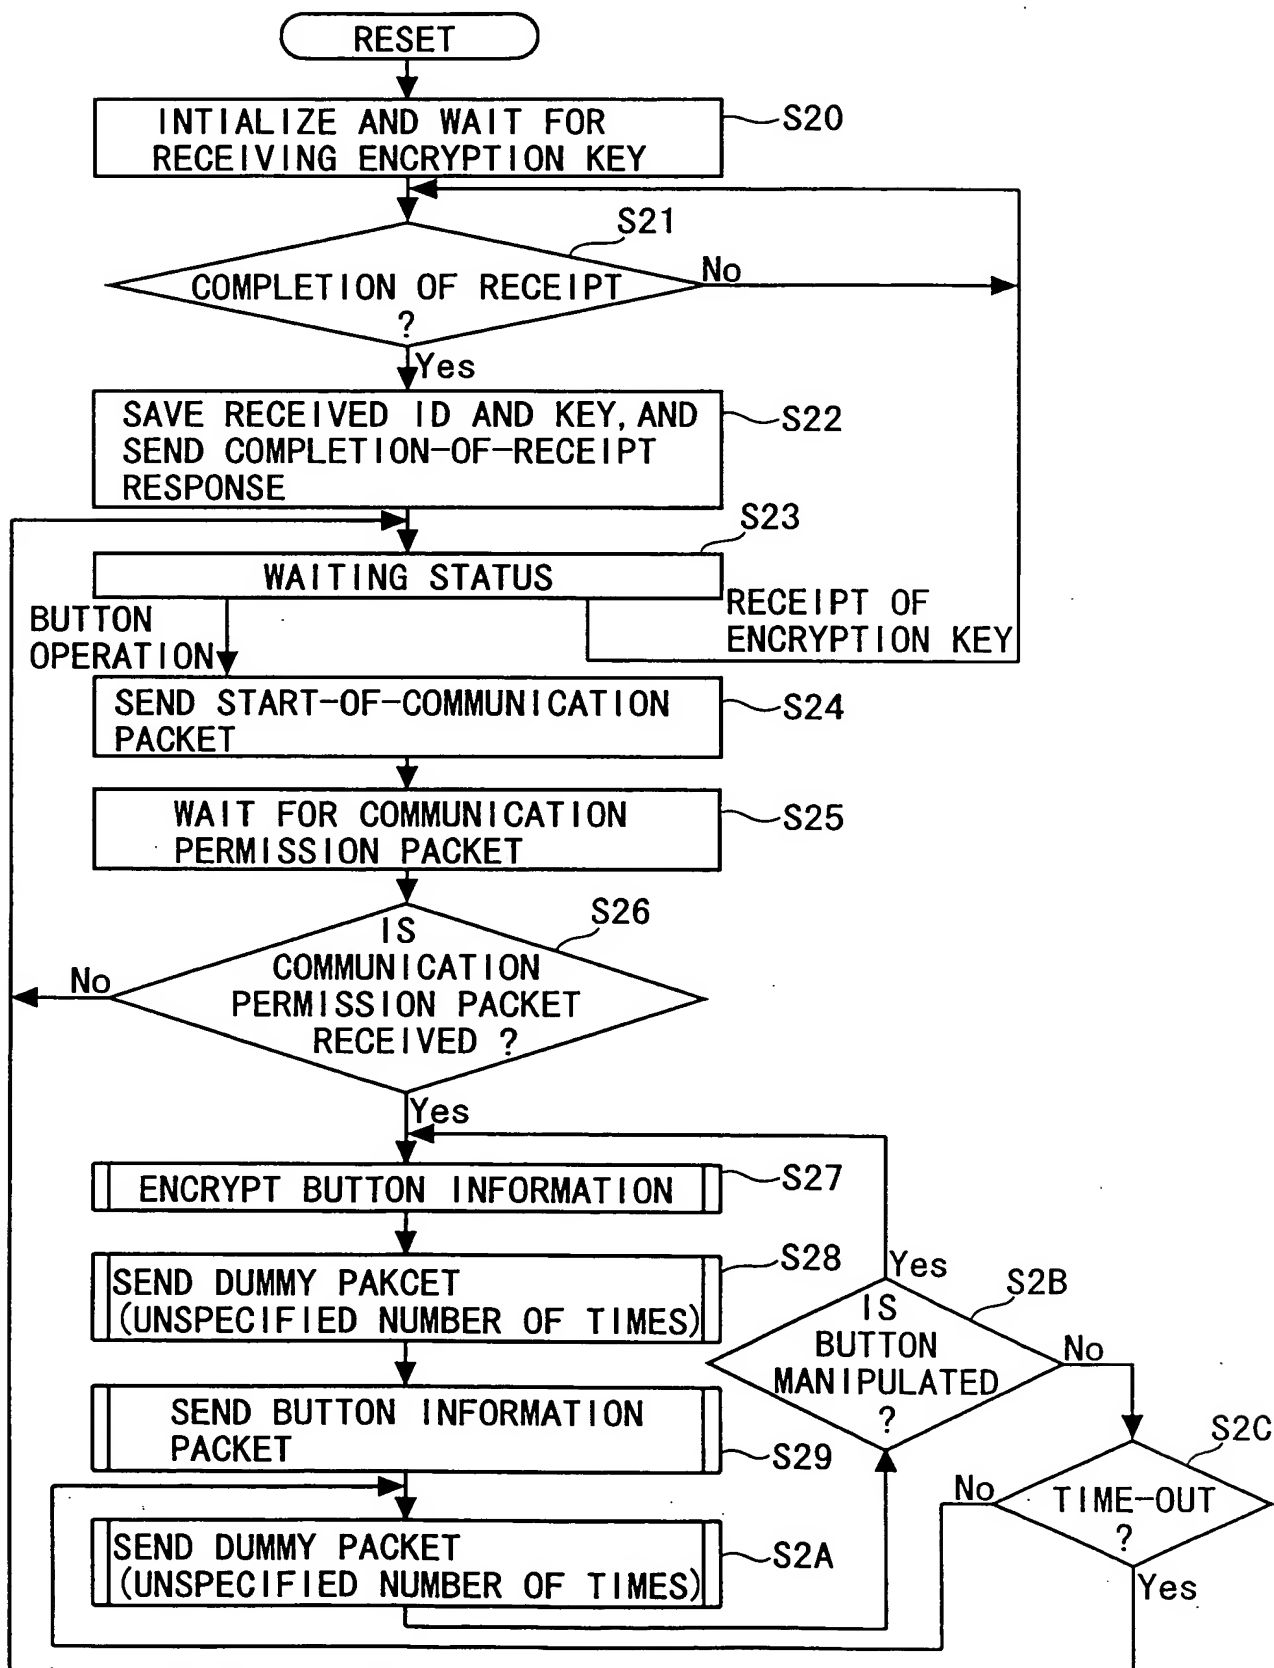 RESET
INTIALIZE AND WAIT FOR
RECEIVING ENCRYPTION KEY
S20
S21
COMPLETION OF RECEIPT
?
No
Yes
SAVE RECEIVED ID AND KEY, AND
SEND COMPLETION-OF-RECEIPT
RESPONSE
S22
S23
WAITING STATUS
BUTTON
OPERATION
RECEIPT OF
ENCRYPTION KEY
SEND START-OF-COMMUNICATION
PACKET
S24
WAIT FOR COMMUNICATION
PERMISSION PACKET
S25
S26
IS
COMMUNICATION
PERMISSION PACKET
RECEIVED ?
No
Yes
ENCRYPT BUTTON INFORMATION
S27
SEND DUMMY PAKCET
(UNSPECIFIED NUMBER OF TIMES)
S28
Yes
S2B
IS
BUTTON
MANIPULATED
?
No
SEND BUTTON INFORMATION
PACKET
S29
S2C
No
TIME-OUT
?
Yes
SEND DUMMY PACKET
(UNSPECIFIED NUMBER OF TIMES)
S2A